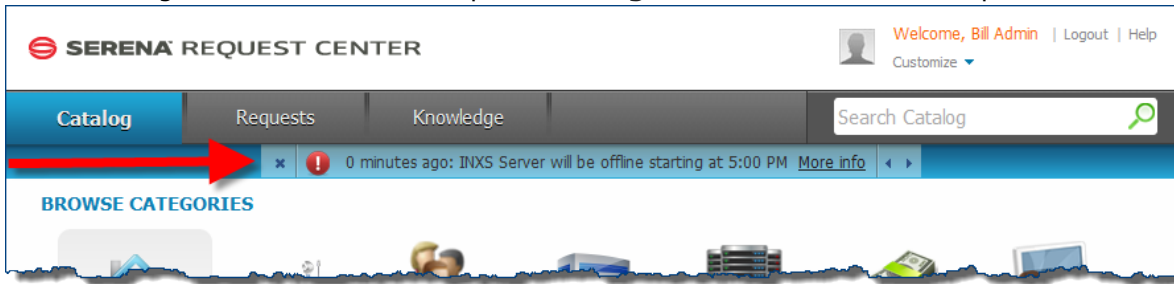 SERENA REQUEST CENTER
Welcome, Bill Admin | Logout | Help
Customize
Catalog Requests Knowledge Search Catalog
0 minutes ago: INXS Server will be offline starting at 5:00 PM More info
BROWSE CATEGORIES